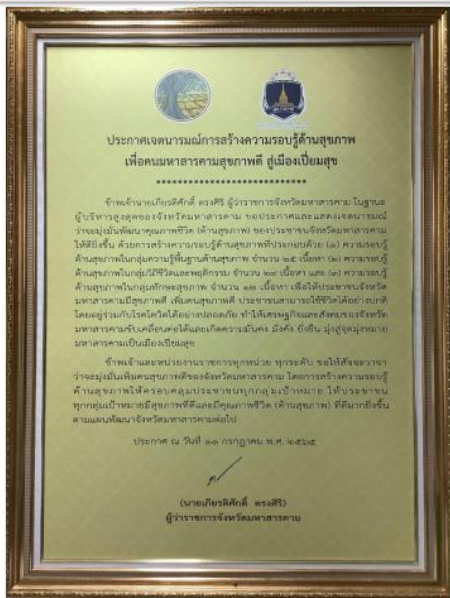 ประกาศเจตนารมณ์การสร้างความรอบรู้ด้านสุขภาพ
เพื่อคนมหาสารคามสุขภาพดี สู่เมืองเปี่ยมสุข
ข้าพเจ้านายเกียรติศักดิ์ ตรงศิริ ผู้ว่าราชการจังหวัดมหาสารคาม ในฐานะ
ผู้บริหารสูงสุดของจังหวัดมหาสารคาม ขอประกาศและแสดงเจตนารมณ์
ว่าจะมุ่งมั่นพัฒนาคุณภาพชีวิต (ด้านสุขภาพ) ของประชาชนจังหวัดมหาสารคาม
ให้ดียิ่งขึ้น ด้วยการสร้างความรอบรู้ด้านสุขภาพที่ประกอบด้วย (๑) ความรอบรู้
ด้านสุขภาพในกลุ่มความรู้พื้นฐานด้านสุขภาพ จำนวน ๒๕ เนื้อหา (๒) ความรอบรู้
ด้านสุขภาพในกลุ่มวิถีชีวิตและพฤติกรรม จำนวน เนื้อหา และ (๓) ความรอบรู้
ด้านสุขภาพในกลุ่มทักษะสุขภาพ จำนวน ๑๒ เนื้อหา เพื่อให้ประชาชนจังหวัด
มหาสารคามมีสุขภาพดี เพิ่มคนสุขภาพดี ประชาชนสามารถใช้ชีวิตได้อย่างปกติ
โดยอยู่ร่วมกับโรคโควิดได้อย่างปลอดภัย ทำให้เศรษฐกิจและสังคมของจังหวัด
มหาสารคามขับเคลื่อนต่อได้และเกิดความมั่นคง มั่งคั่ง ยั่งยืน มุ่งสู่จุดมุ่งหมาย
มหาสารคามเป็นเมืองเปี่ยมสุข
ข้าพเจ้าและหน่วยงานราชการทุกหน่วย ทุกระดับ ขอให้สัจจะวาจา
ว่าจะมุ่งมั่นเพิ่มคนสุขภาพดีของจังหวัดมหาสารคาม โดยการสร้างความรอบรู้
ด้านสุขภาพให้ครอบคลุมประชาชนทุกกลุ่มเป้าหมาย ให้ประชาชน
ทุกกลุ่มเป้าหมายมีสุขภาพที่ดีและมีคุณภาพชีวิต (ด้านสุขภาพ) ที่ดีมากยิ่งขึ้น
ตามแผนพัฒนาจังหวัดมหาสารคามต่อไป
ประกาศ ณ วันที่ ๑๑ กรกฎาคม พ.ศ. ๒๕๖๕
(นายเกียรติศักดิ์ ตรงศิริ)
ผู้ว่าราชการจังหวัดมหาสารคาม